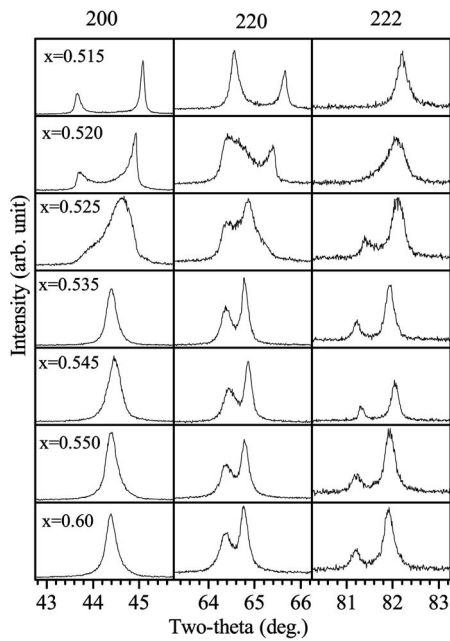 200 220 222
x=0.515
x=0.520
x=0.525
x=0.535
x=0.545
x=0.550
x=0.60
Intensity (arb. unit)
43 44 45 64 65 66 81 82 83
Two-theta (deg.)